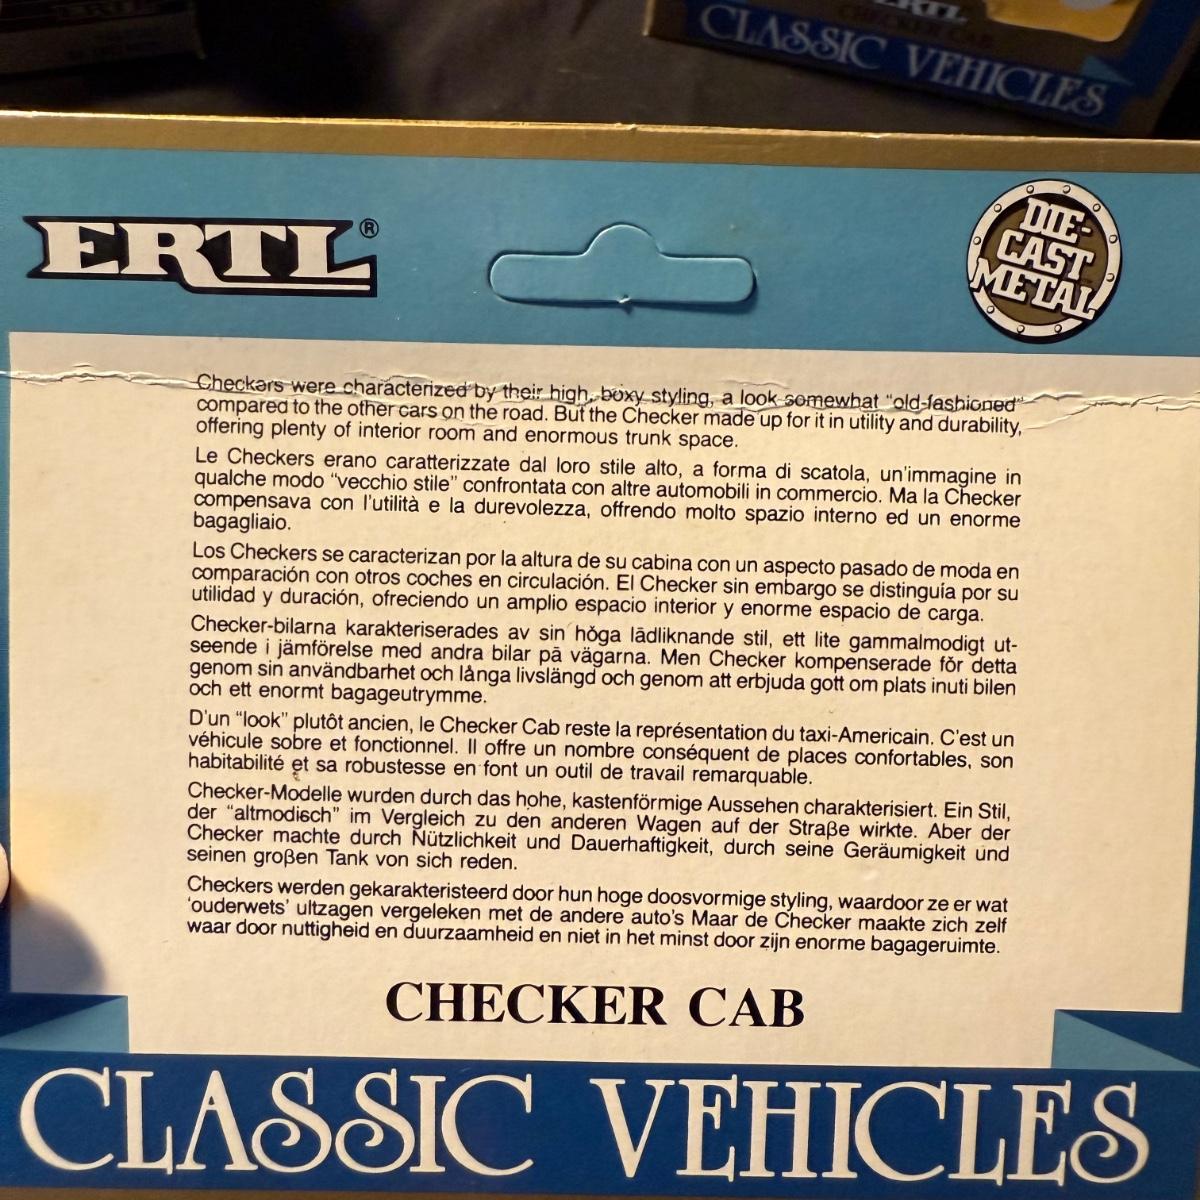 ERTL
CHECKER CAB
CLASSIC VEHICLES
ERTL®
DIE-
CAST
METAL
Checkers were characterized by their high, boxy styling, a look somewhat "old-fashioned"
compared to the other cars on the road. But the Checker made up for it in utility and durability,
offering plenty of interior room and enormous trunk space.
Le Checkers erano caratterizzate dal loro stile alto, a forma di scatola, un'immagine in
qualche modo "vecchio stile" confrontata con altre automobili in commercio. Ma la Checker
compensava con l'utilità e la durevolezza, offrendo molto spazio interno ed un enorme
bagagliaio.
Los Checkers se caracterizan por la altura de su cabina con un aspecto pasado de moda en
comparación con otros coches en circulación. El Checker sin embargo se distinguía por su
utilidad y duración, ofreciendo un amplio espacio interior y enorme espacio de carga.
Checker-bilarna karakteriserades av sin höga lädliknande stil, ett lite gammalmodigt ut-
seende i jämförelse med andra bilar på vägarna. Men Checker kompenserade för detta
genom sin användbarhet och långa livslängd och genom att erbjuda gott om plats inuti bilen
och ett enormt bagageutrymme.
D'un "look" plutôt ancien, le Checker Cab reste la représentation du taxi-Americain. C'est un
véhicule sobre et fonctionnel. Il offre un nombre conséquent de places confortables, son
habitabilité et sa robustesse en font un outil de travail remarquable.
Checker-Modelle wurden durch das hohe, kastenförmige Aussehen charakterisiert. Ein Stil,
der "altmodisch" im Vergleich zu den anderen Wagen auf der Straße wirkte. Aber der
Checker machte durch Nützlichkeit und Dauerhaftigkeit, durch seine Geräumigkeit und
seinen großen Tank von sich reden.
Checkers werden gekarakteristeerd door hun hoge doosvormige styling, waardoor ze er wat
'ouderwets' ultzagen vergeleken met de andere auto's Maar de Checker maakte zich zelf
waar door nuttigheid en duurzaamheid en niet in het minst door zijn enorme bagageruimte.
CHECKER CAB
CLASSIC VEHICLES